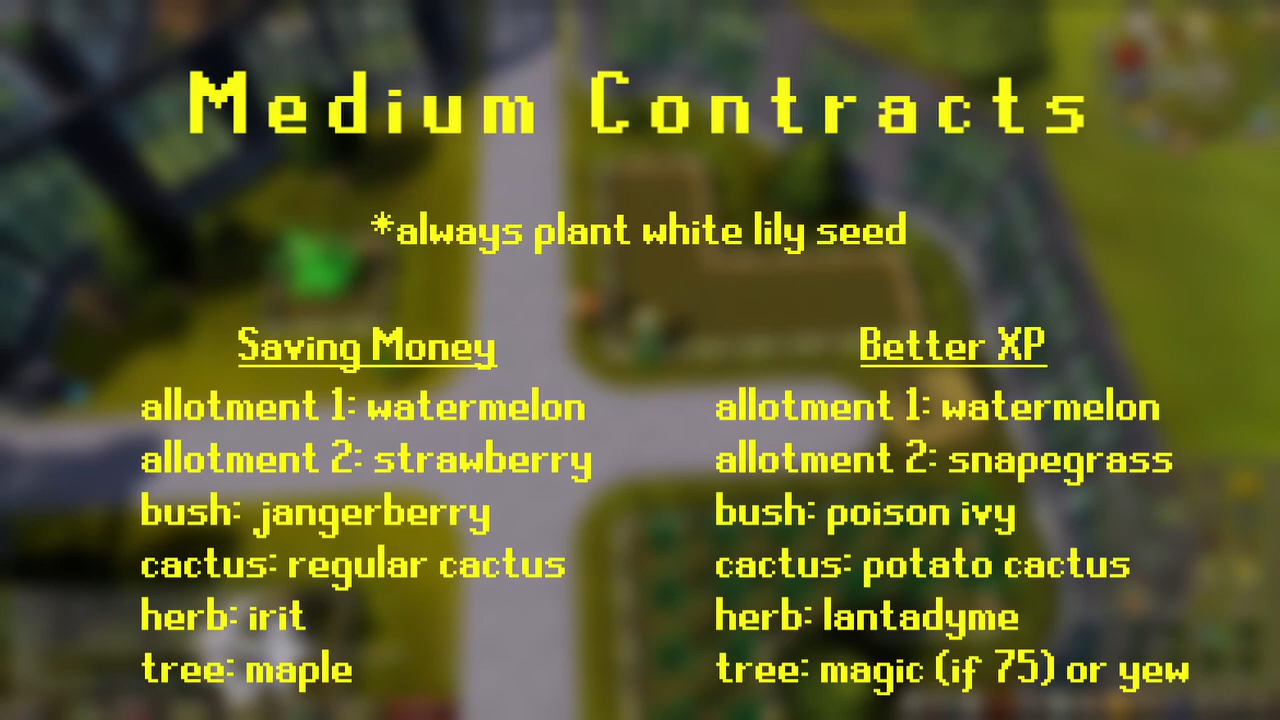 Medium Contracts
*always plant white lily seed
Saving Money
allotment 1: watermelon
allotment 2: strawberry
bush: jangerberry
cactus: regular cactus
herb: irit
tree: maple
Better XP
allotment 1: watermelon
allotment 2: snapegrass
bush: poison ivy
cactus: potato cactus
herb: lantadyme
tree: magic (if 75) or yew